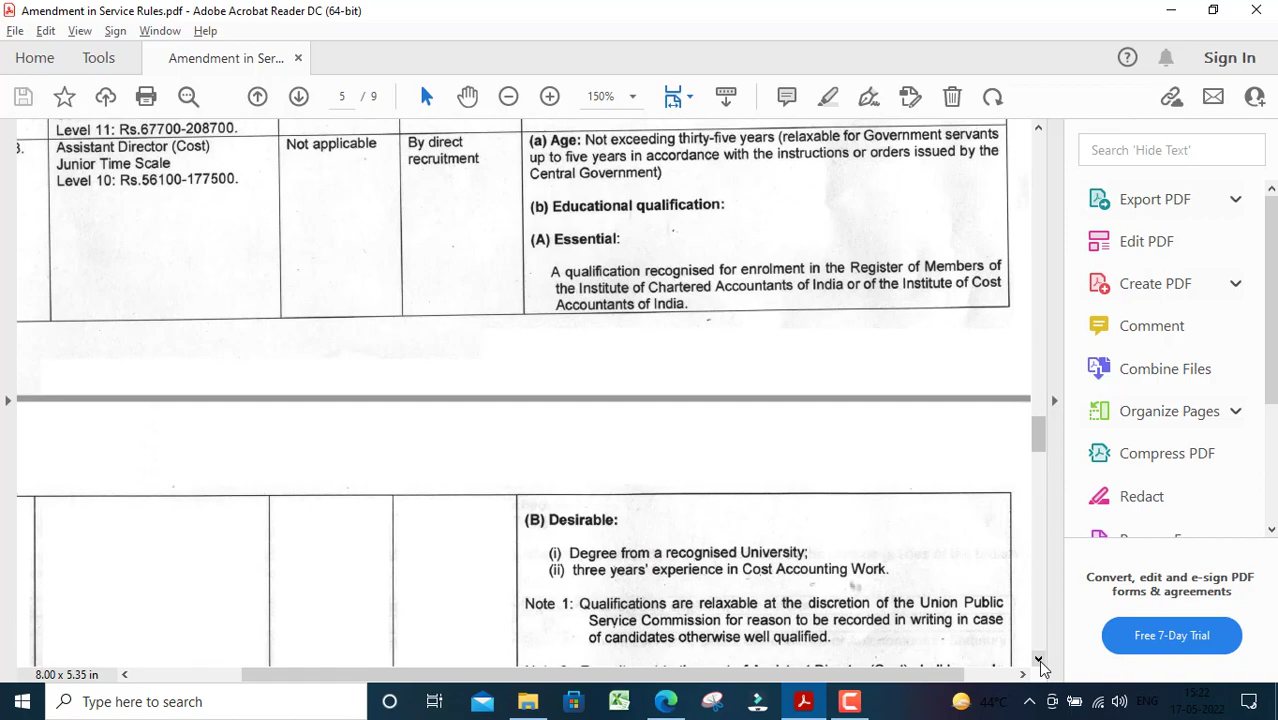 Amendment in Service Rules.pdf - Adobe Acrobat Reader DC (64-bit)
File Edit View Sign Window Help
Home Tools Amendment in Ser... × Sign In
5 / 9 150%
Level 11: Rs.67700-208700.
3. Assistant Director (Cost)
Junior Time Scale
Level 10: Rs.56100-177500.
Not applicable
By direct
recruitment
(a) Age: Not exceeding thirty-five years (relaxable for Government servants
up to five years in accordance with the instructions or orders issued by the
Central Government)
(b) Educational qualification:
(A) Essential:
A qualification recognised for enrolment in the Register of Members of
the Institute of Chartered Accountants of India or of the Institute of Cost
Accountants of India.
(B) Desirable:
(i) Degree from a recognised University;
(ii) three years' experience in Cost Accounting Work.
Note 1: Qualifications are relaxable at the discretion of the Union Public
Service Commission for reason to be recorded in writing in case
of candidates otherwise well qualified.
8.00 x 5.35 in
Search 'Hide Text'
Export PDF
Edit PDF
Create PDF
Comment
Combine Files
Organize Pages
Compress PDF
Redact
Convert, edit and e-sign PDF
forms & agreements
Free 7-Day Trial
Type here to search
44°C
ENG
15:22
17-05-2022